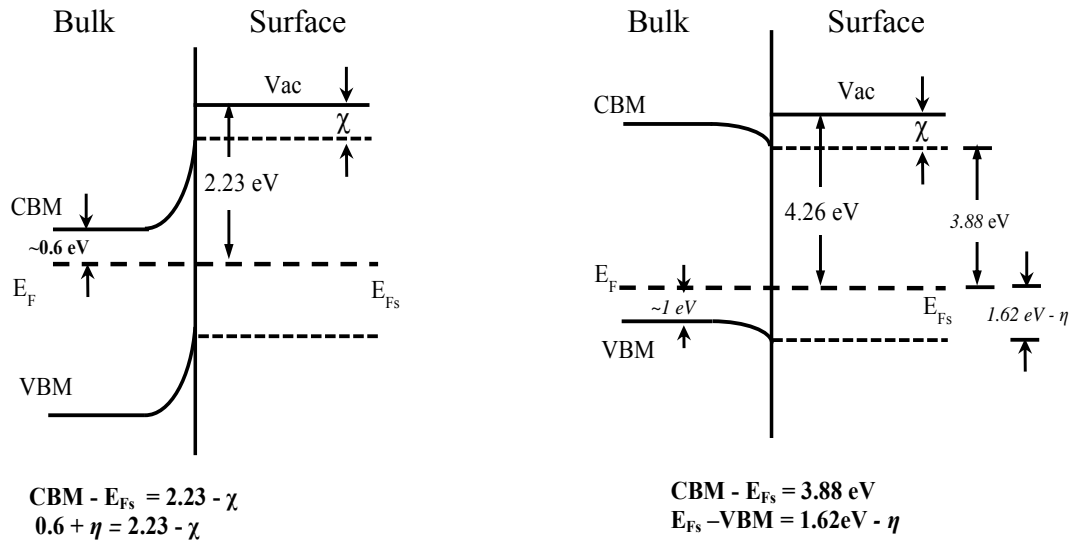 Bulk
Surface
Vac
χ
2.23 eV
CBM
~0.6 eV
E_F
E_Fs
VBM
CBM - E_Fs = 2.23 - χ
0.6 + η = 2.23 - χ
Bulk
Surface
Vac
CBM
χ
4.26 eV
3.88 eV
E_F
~1 eV
E_Fs
1.62 eV - η
VBM
CBM - E_Fs = 3.88 eV
E_Fs –VBM = 1.62eV - η